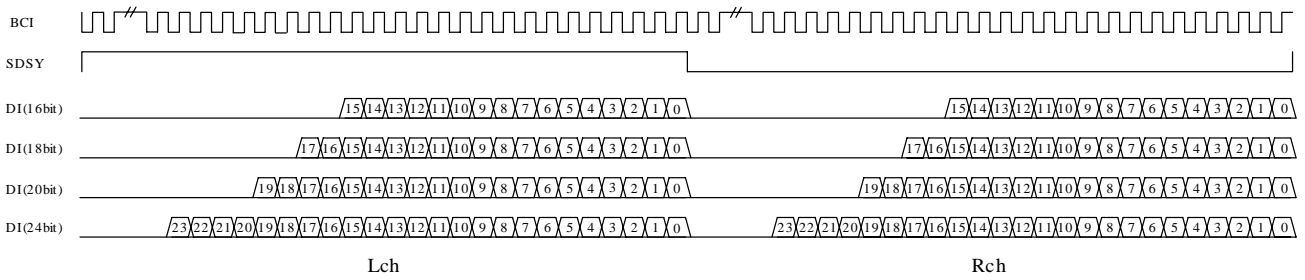 BCI
SDSY
DI(16bit) 15 14 13 12 11 10 9 8 7 6 5 4 3 2 1 0 15 14 13 12 11 10 9 8 7 6 5 4 3 2 1 0
DI(18bit) 17 16 15 14 13 12 11 10 9 8 7 6 5 4 3 2 1 0 17 16 15 14 13 12 11 10 9 8 7 6 5 4 3 2 1 0
DI(20bit) 19 18 17 16 15 14 13 12 11 10 9 8 7 6 5 4 3 2 1 0 19 18 17 16 15 14 13 12 11 10 9 8 7 6 5 4 3 2 1 0
DI(24bit) 23 22 21 20 19 18 17 16 15 14 13 12 11 10 9 8 7 6 5 4 3 2 1 0 23 22 21 20 19 18 17 16 15 14 13 12 11 10 9 8 7 6 5 4 3 2 1 0
Lch Rch